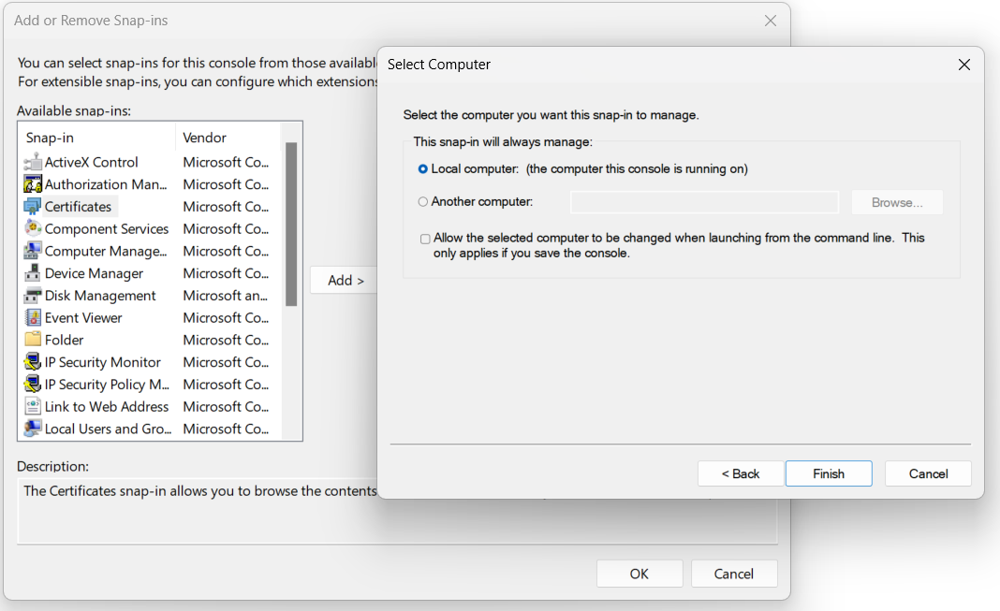 Add or Remove Snap-ins
You can select snap-ins for this console from those availabl
For extensible snap-ins, you can configure which extensions
Available snap-ins:
Snap-in Vendor
ActiveX Control Microsoft Co...
Authorization Man... Microsoft Co...
Certificates Microsoft Co...
Component Services Microsoft Co...
Computer Manage... Microsoft Co...
Device Manager Microsoft Co...
Disk Management Microsoft an...
Event Viewer Microsoft Co...
Folder Microsoft Co...
IP Security Monitor Microsoft Co...
IP Security Policy M... Microsoft Co...
Link to Web Address Microsoft Co...
Local Users and Gro... Microsoft Co...
Add >
Description:
The Certificates snap-in allows you to browse the contents
OK Cancel
Select Computer
Select the computer you want this snap-in to manage.
This snap-in will always manage:
Local computer: (the computer this console is running on)
Another computer: Browse...
Allow the selected computer to be changed when launching from the command line. This
only applies if you save the console.
< Back Finish Cancel